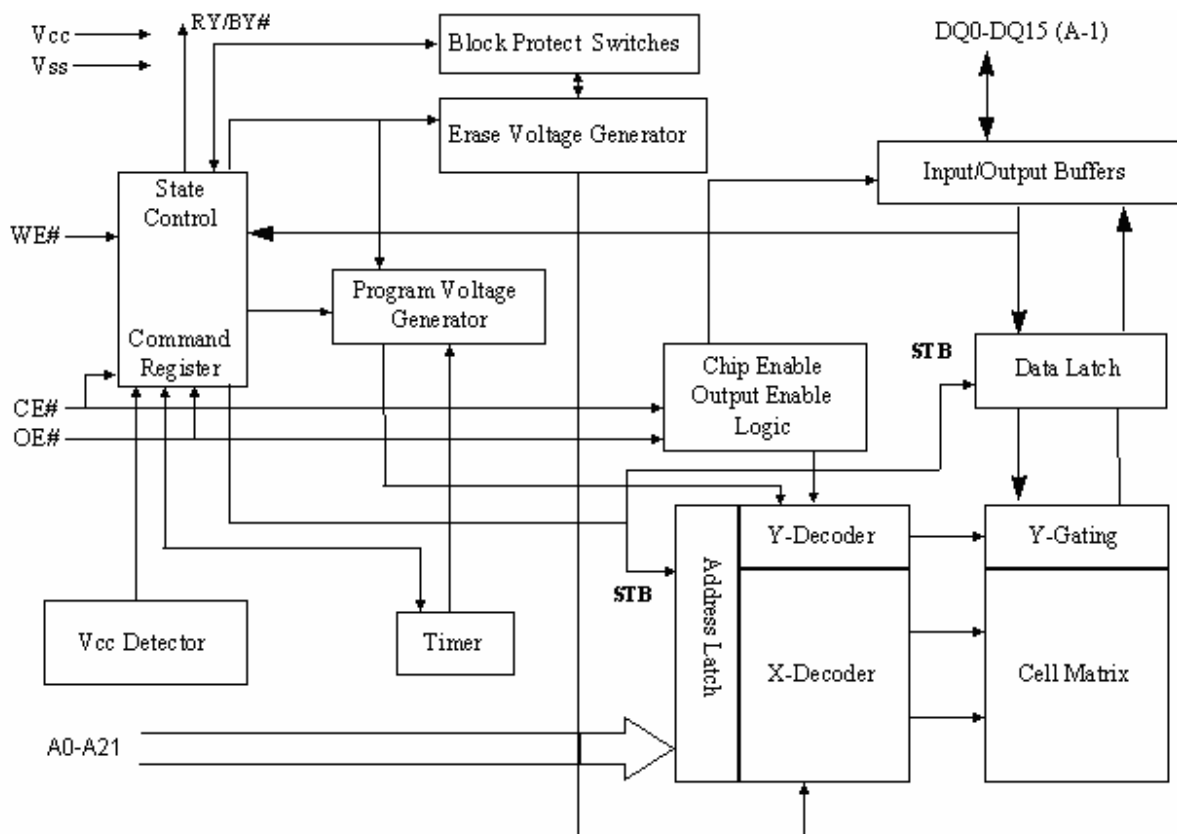 Vcc
Vss
RY/BY#
Block Protect Switches
DQ0-DQ15 (A-1)
Erase Voltage Generator
Input/Output Buffers
State
Control
WE#
Program Voltage
Generator
Command
Register
STB
Chip Enable
Output Enable
Logic
Data Latch
CE#
OE#
Y-Decoder
Y-Gating
Address Latch
STB
Vcc Detector
Timer
X-Decoder
Cell Matrix
A0-A21